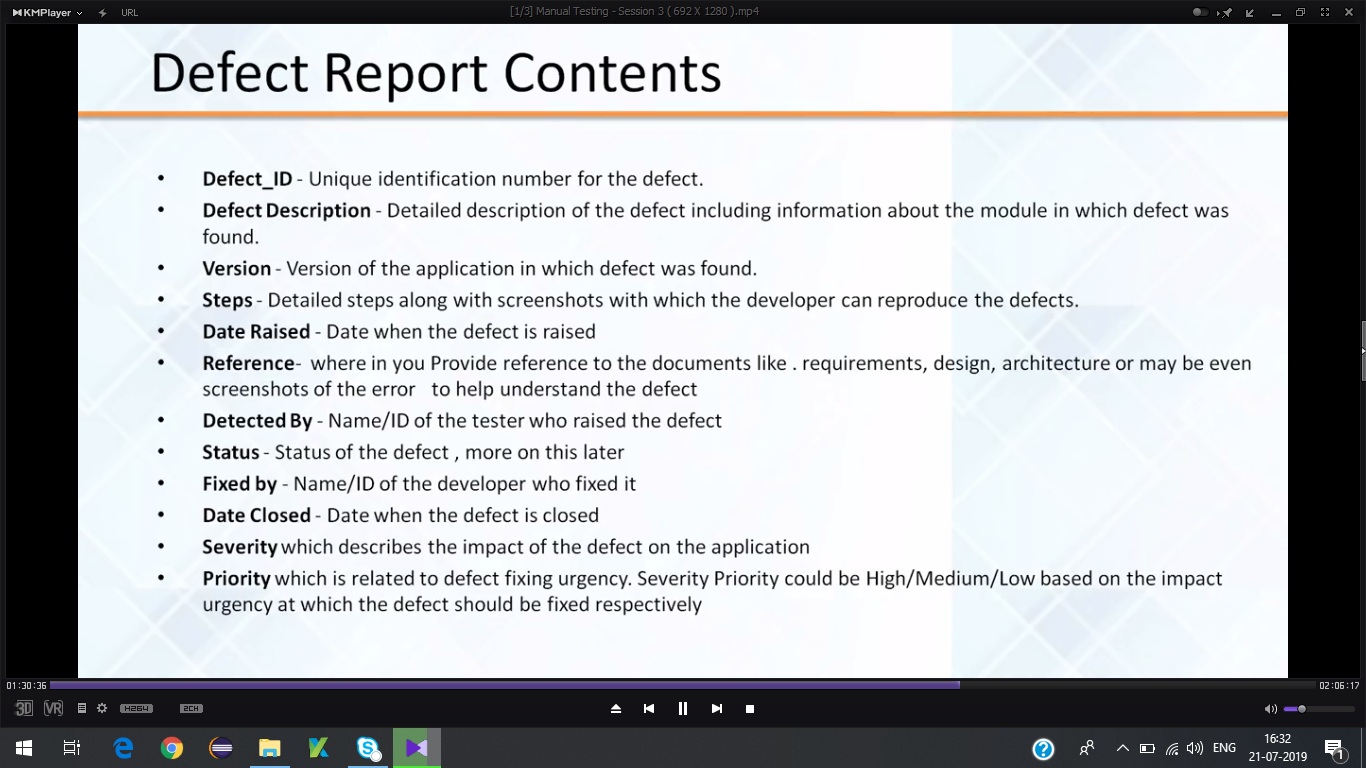 KMPlayer
URL
[1/3] Manual Testing - Session 3 ( 692 X 1280 ).mp4
Defect Report Contents
• Defect_ID - Unique identification number for the defect.
• Defect Description - Detailed description of the defect including information about the module in which defect was
found.
• Version - Version of the application in which defect was found.
• Steps - Detailed steps along with screenshots with which the developer can reproduce the defects.
• Date Raised - Date when the defect is raised
• Reference- where in you Provide reference to the documents like . requirements, design, architecture or may be even
screenshots of the error to help understand the defect
• Detected By - Name/ID of the tester who raised the defect
• Status - Status of the defect , more on this later
• Fixed by - Name/ID of the developer who fixed it
• Date Closed - Date when the defect is closed
• Severity which describes the impact of the defect on the application
• Priority which is related to defect fixing urgency. Severity Priority could be High/Medium/Low based on the impact
urgency at which the defect should be fixed respectively
01:30:36
02:06:17
3D VR H264 2CH
ENG
16:32
21-07-2019
1